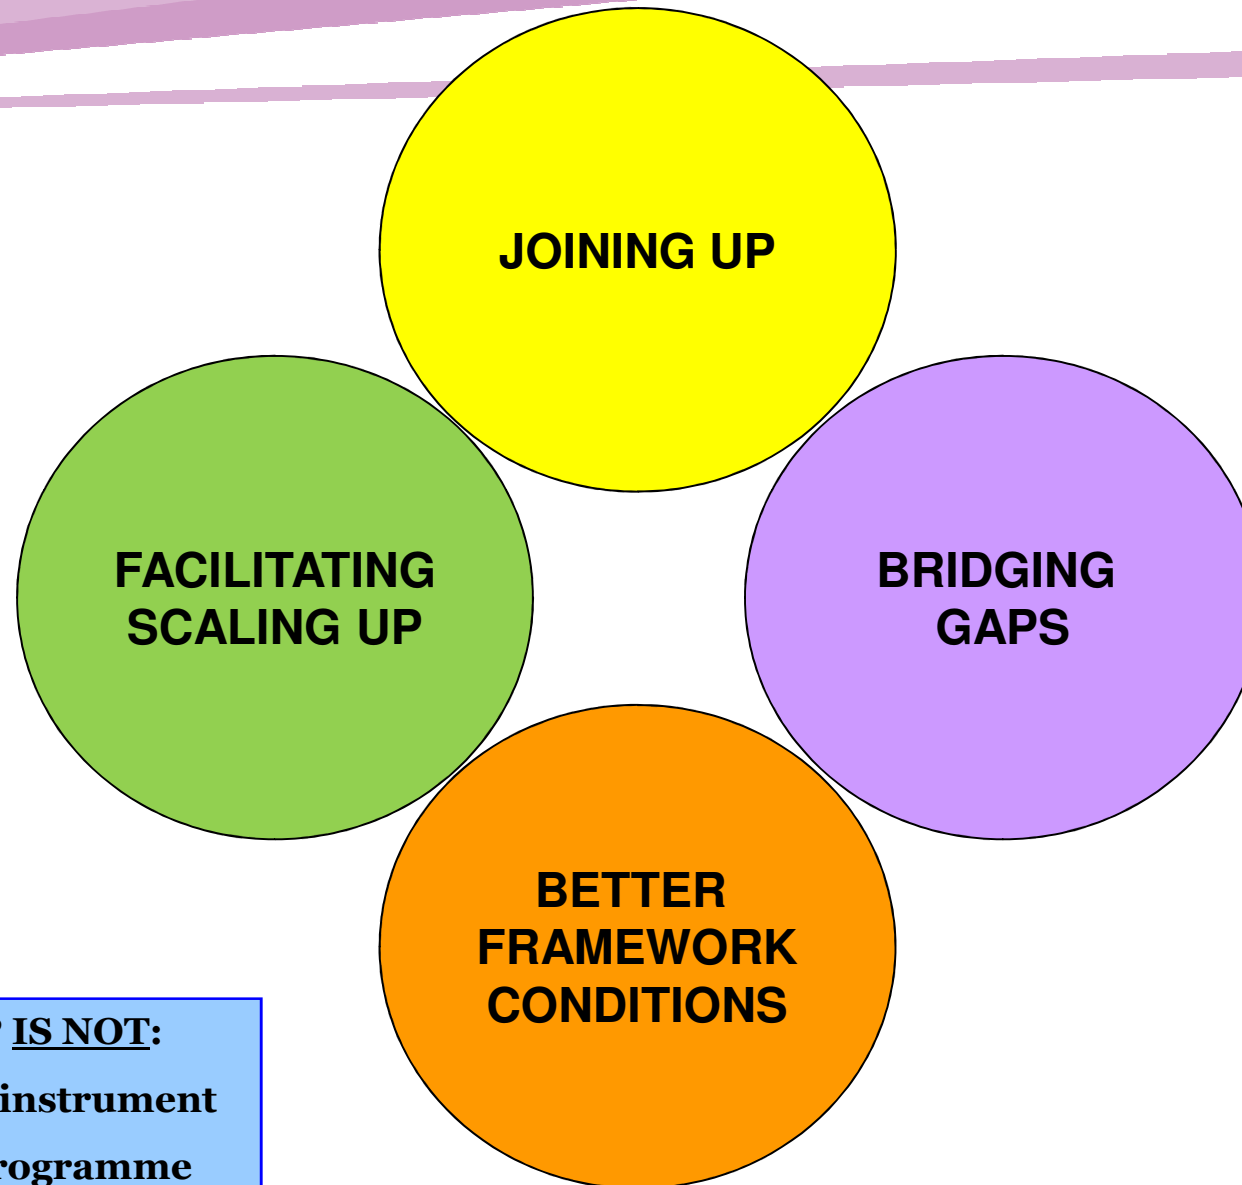 JOINING UP
FACILITATING
SCALING UP
BRIDGING
GAPS
BETTER
FRAMEWORK
CONDITIONS
IS NOT:
instrument